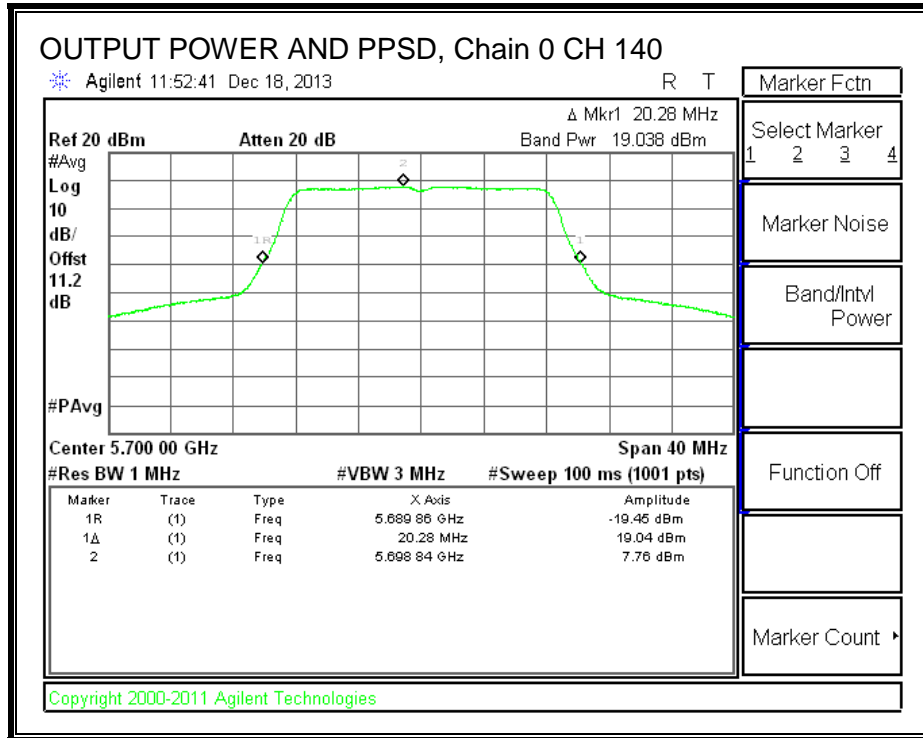 OUTPUT POWER AND PPSD, Chain 0 CH 140
Agilent 11:52:41 Dec 18, 2013 R T
Δ Mkr1 20.28 MHz
Ref 20 dBm Atten 20 dB Band Pwr 19.038 dBm
#Avg
Log
10
dB/
Offst
11.2
dB
#PAvg
2
1R
1
Center 5.700 00 GHz Span 40 MHz
#Res BW 1 MHz #VBW 3 MHz #Sweep 100 ms (1001 pts)
Marker Trace Type X Axis Amplitude
1R (1) Freq 5.689 86 GHz -19.45 dBm
1Δ (1) Freq 20.28 MHz 19.04 dBm
2 (1) Freq 5.698 84 GHz 7.76 dBm
Copyright 2000-2011 Agilent Technologies
Marker Fctn
Select Marker
1 2 3 4
Marker Noise
Band/Intvl
Power
Function Off
Marker Count